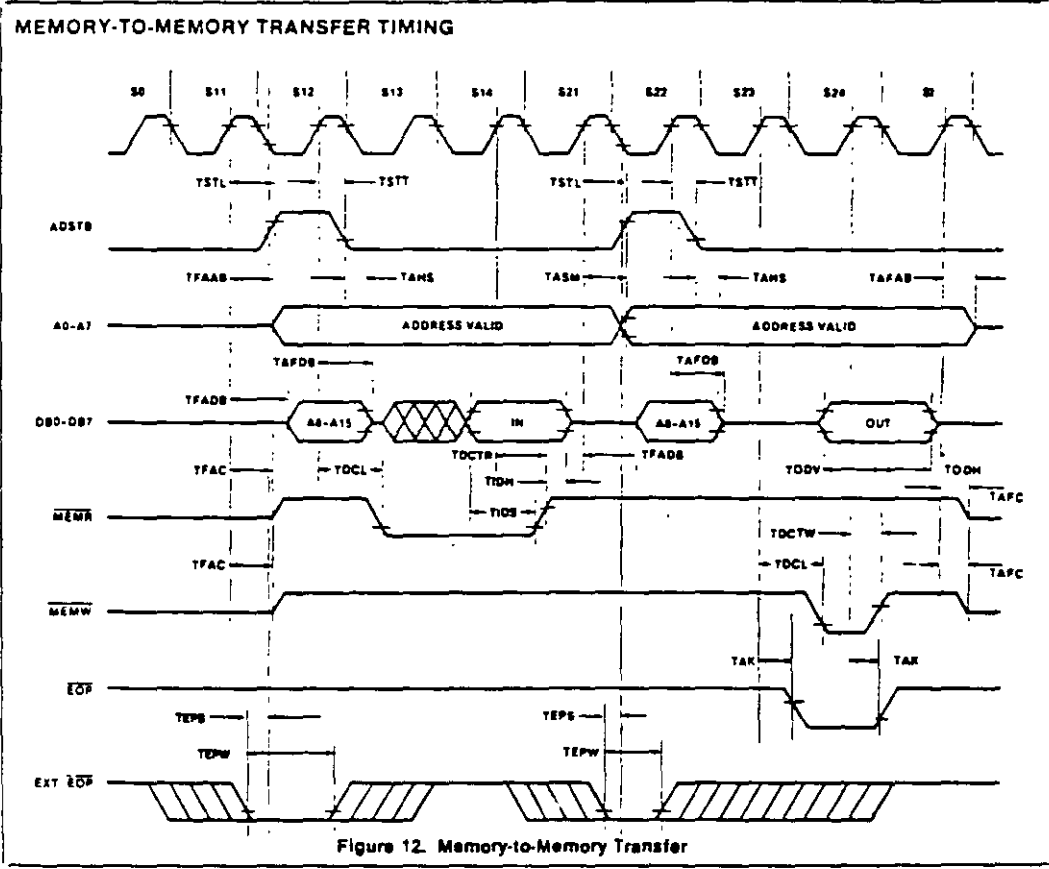 MEMORY-TO-MEMORY TRANSFER TIMING
S0 S11 S12 S13 S14 S21 S22 S23 S24 S2
TSTL TSTT TSTL TSTT
ADSTB
TFAAB TAHS TASM TAHS TAFAB
A0-A7 ADDRESS VALID ADDRESS VALID
TAFDB TAFDB
TFADB
DB0-DB7 A8-A15 IN A8-A15 OUT
TDCTR TFADB
TFAC TDCL TIDH TODV TODH
TIDS TAFC
MEMR
TDCTW
TFAC TDCL TAFC
MEMW
TAK TAK
EOP
TEPS TEPS
TEPW TEPW
EXT EOP
Figure 12. Memory-to-Memory Transfer